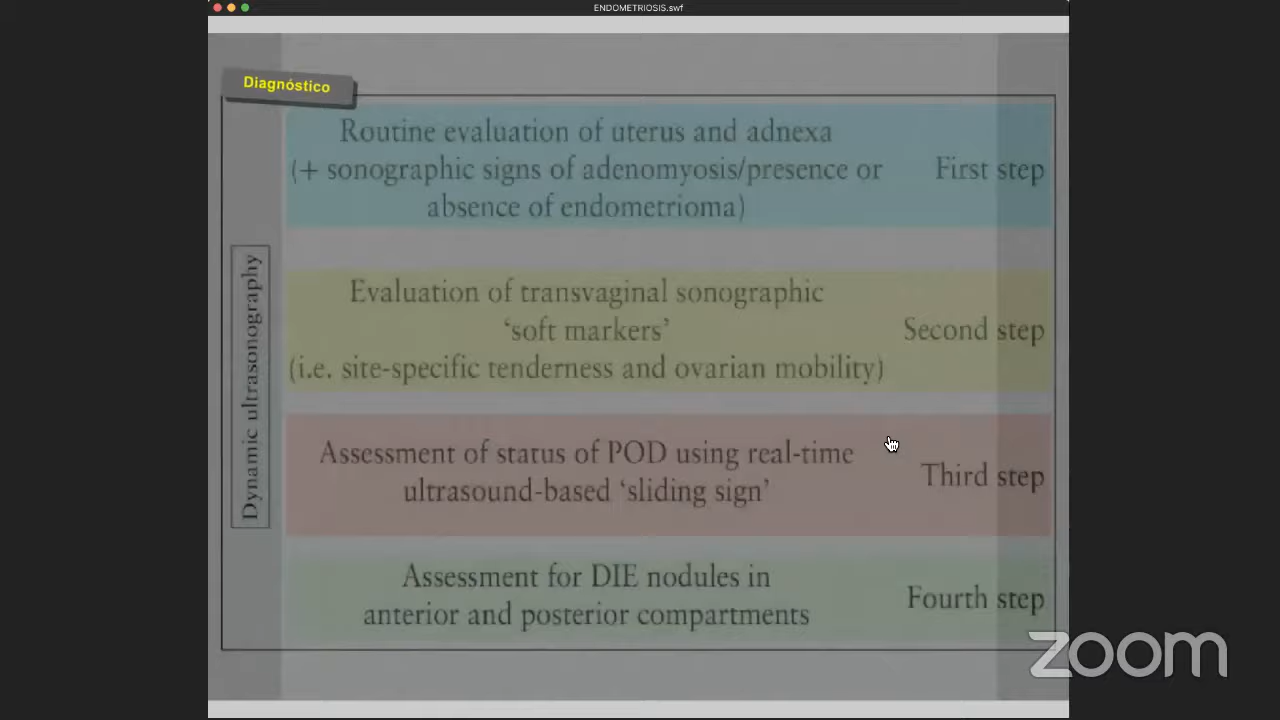 ENDOMETRIOSIS.swf
Diagnóstico
Dynamic ultrasonography
Routine evaluation of uterus and adnexa
(+ sonographic signs of adenomyosis/presence or
absence of endometrioma)
First step
Evaluation of transvaginal sonographic
‘soft markers’
(i.e. site-specific tenderness and ovarian mobility)
Second step
Assessment of status of POD using real-time
ultrasound-based ‘sliding sign’
Third step
Assessment for DIE nodules in
anterior and posterior compartments
Fourth step
zoom